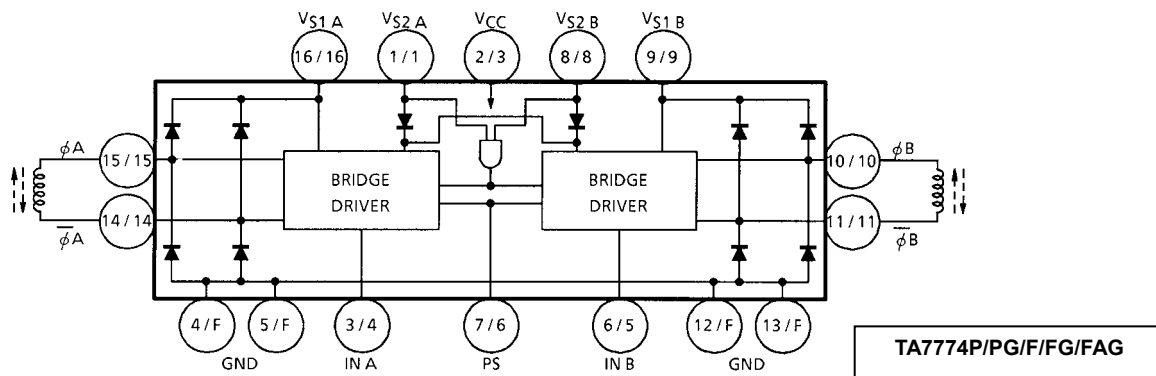 VS1 A VS2 A VCC VS2 B VS1 B
16/16 1/1 2/3 8/8 9/9
ϕA 15/15 10/10 ϕB
BRIDGE DRIVER BRIDGE DRIVER
ϕ̅A 14/14 11/11 ϕ̅B
4/F 5/F 3/4 7/6 6/5 12/F 13/F
GND IN A PS IN B GND
TA7774P/PG/F/FG/FAG